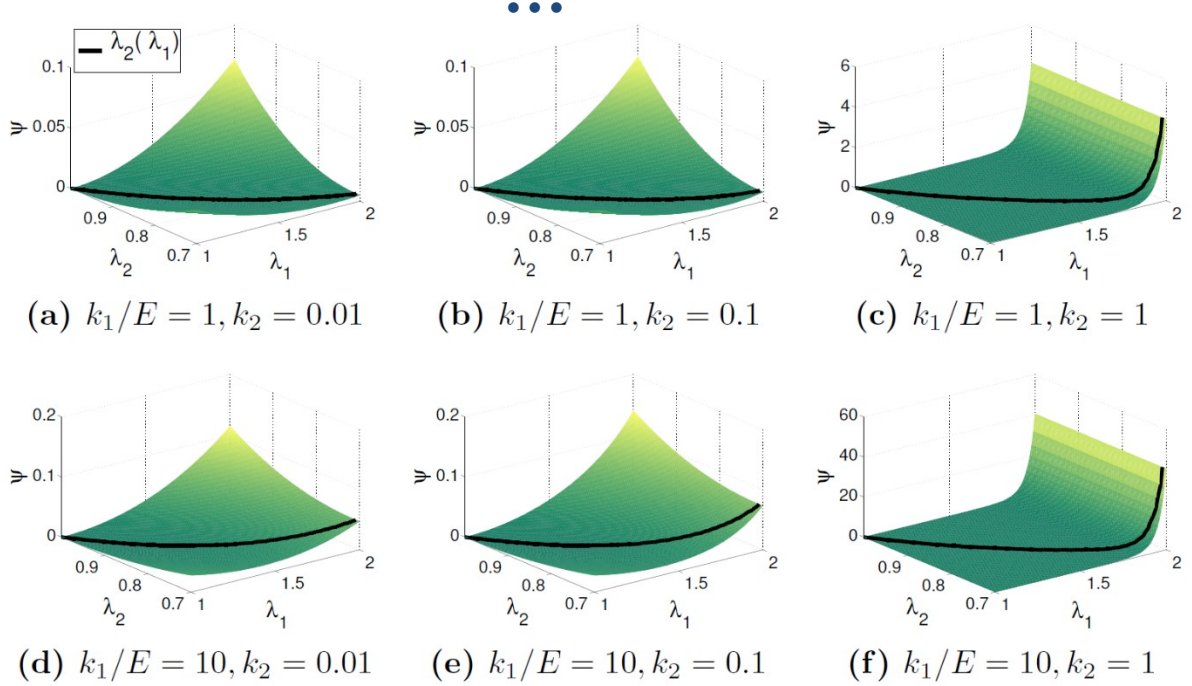 ...
λ₂( λ₁)
0.1
0.05
0
Ψ
0.9
0.8
0.7
λ₂
1
1.5
2
λ₁
(a) k₁/E = 1, k₂ = 0.01
0.1
0.05
0
Ψ
0.9
0.8
0.7
λ₂
1
1.5
2
λ₁
(b) k₁/E = 1, k₂ = 0.1
6
4
2
0
Ψ
0.9
0.8
0.7
λ₂
1
1.5
2
λ₁
(c) k₁/E = 1, k₂ = 1
0.2
0.1
0
Ψ
0.9
0.8
0.7
λ₂
1
1.5
2
λ₁
(d) k₁/E = 10, k₂ = 0.01
0.2
0.1
0
Ψ
0.9
0.8
0.7
λ₂
1
1.5
2
λ₁
(e) k₁/E = 10, k₂ = 0.1
60
40
20
0
Ψ
0.9
0.8
0.7
λ₂
1
1.5
2
λ₁
(f) k₁/E = 10, k₂ = 1